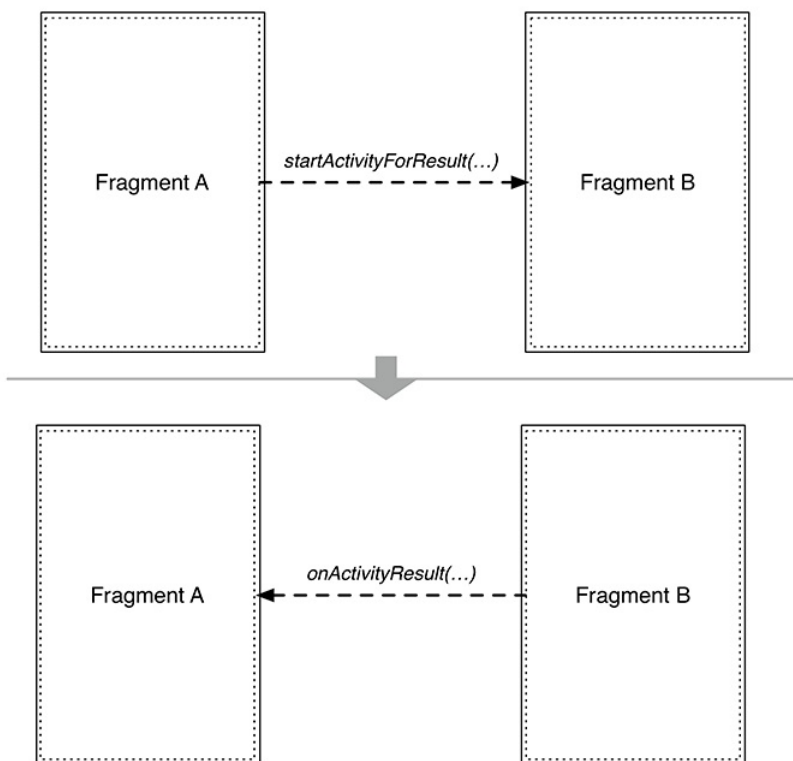 startActivityForResult(…)
Fragment A
Fragment B
onActivityResult(…)
Fragment A
Fragment B